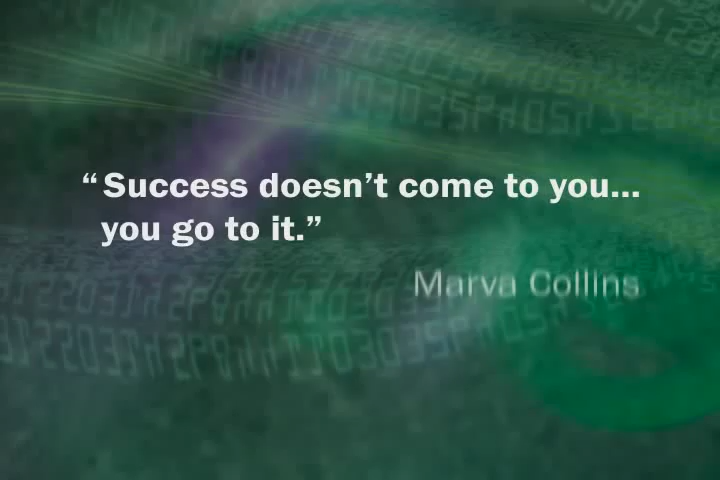 “Success doesn’t come to you...
you go to it.”
Marva Collins